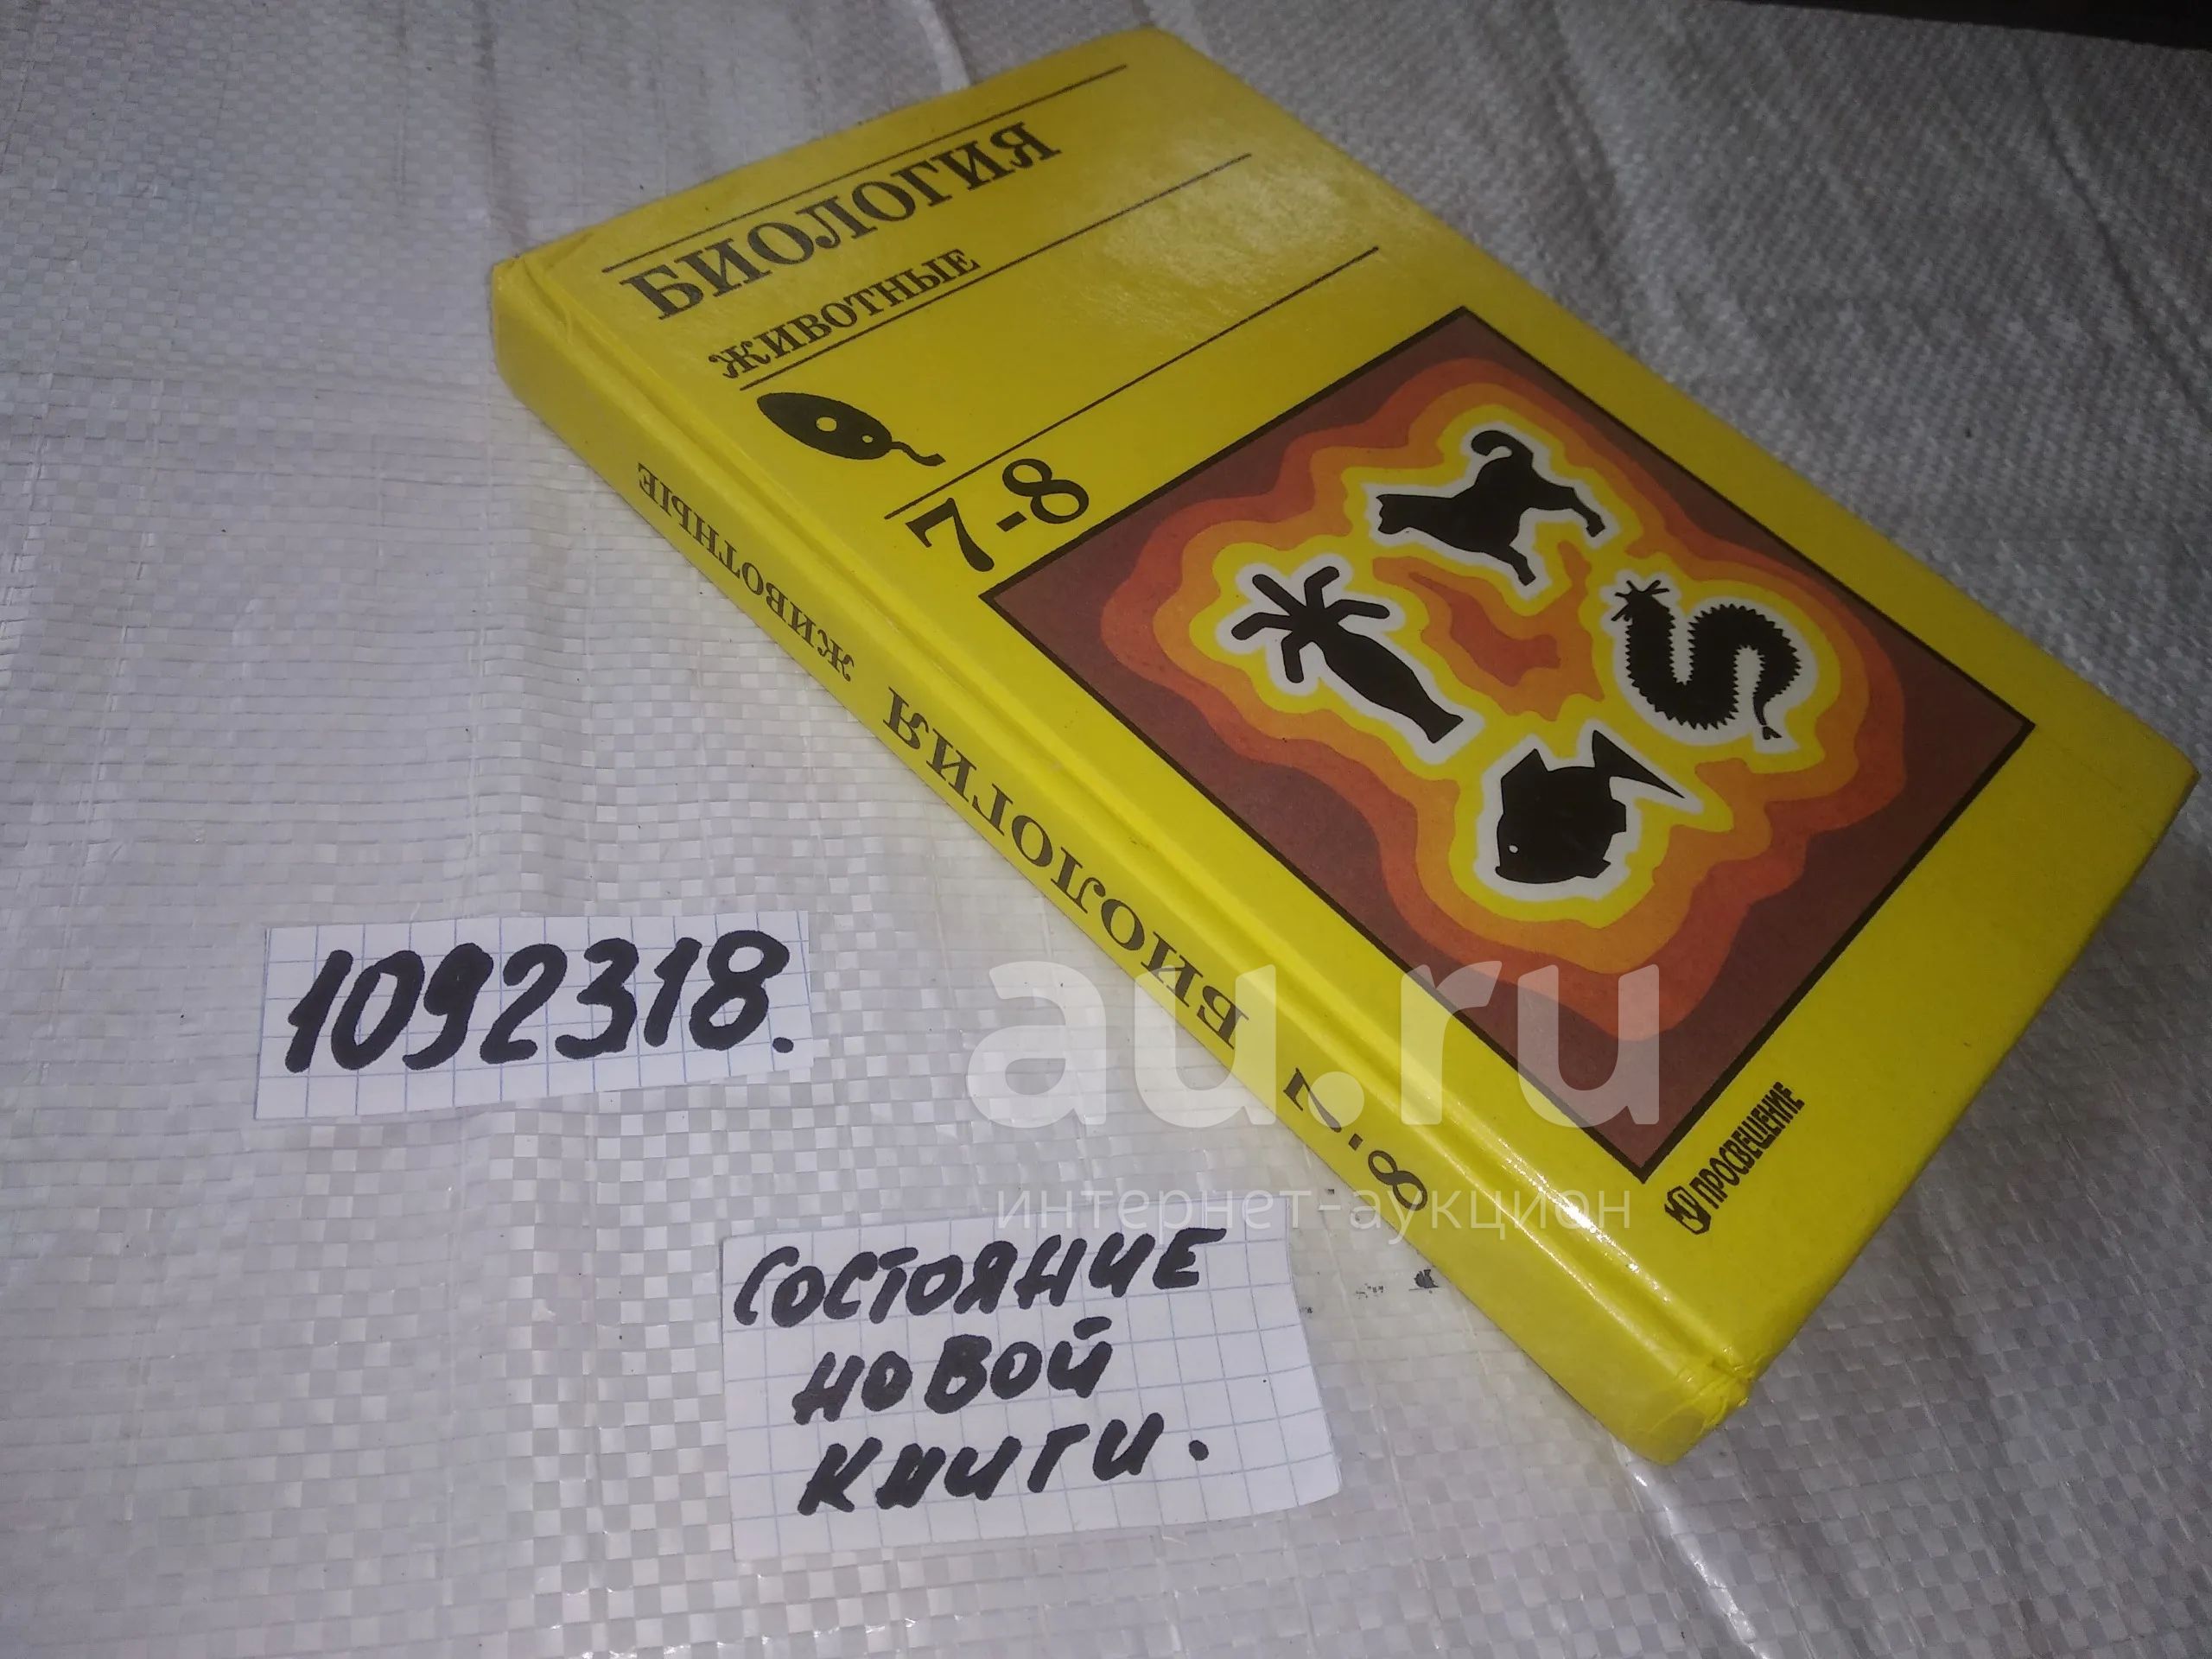 БИОЛОГИЯ
ЖИВОТНЫЕ
7-8
ПРОСВЕЩЕНИЕ
ЖИВОТНЫЕ
БИОЛОГИЯ
7-8
1092318.
СОСТОЯНИЕ
НОВОЙ
КНИГИ.
au.ru
интернет-аукцион